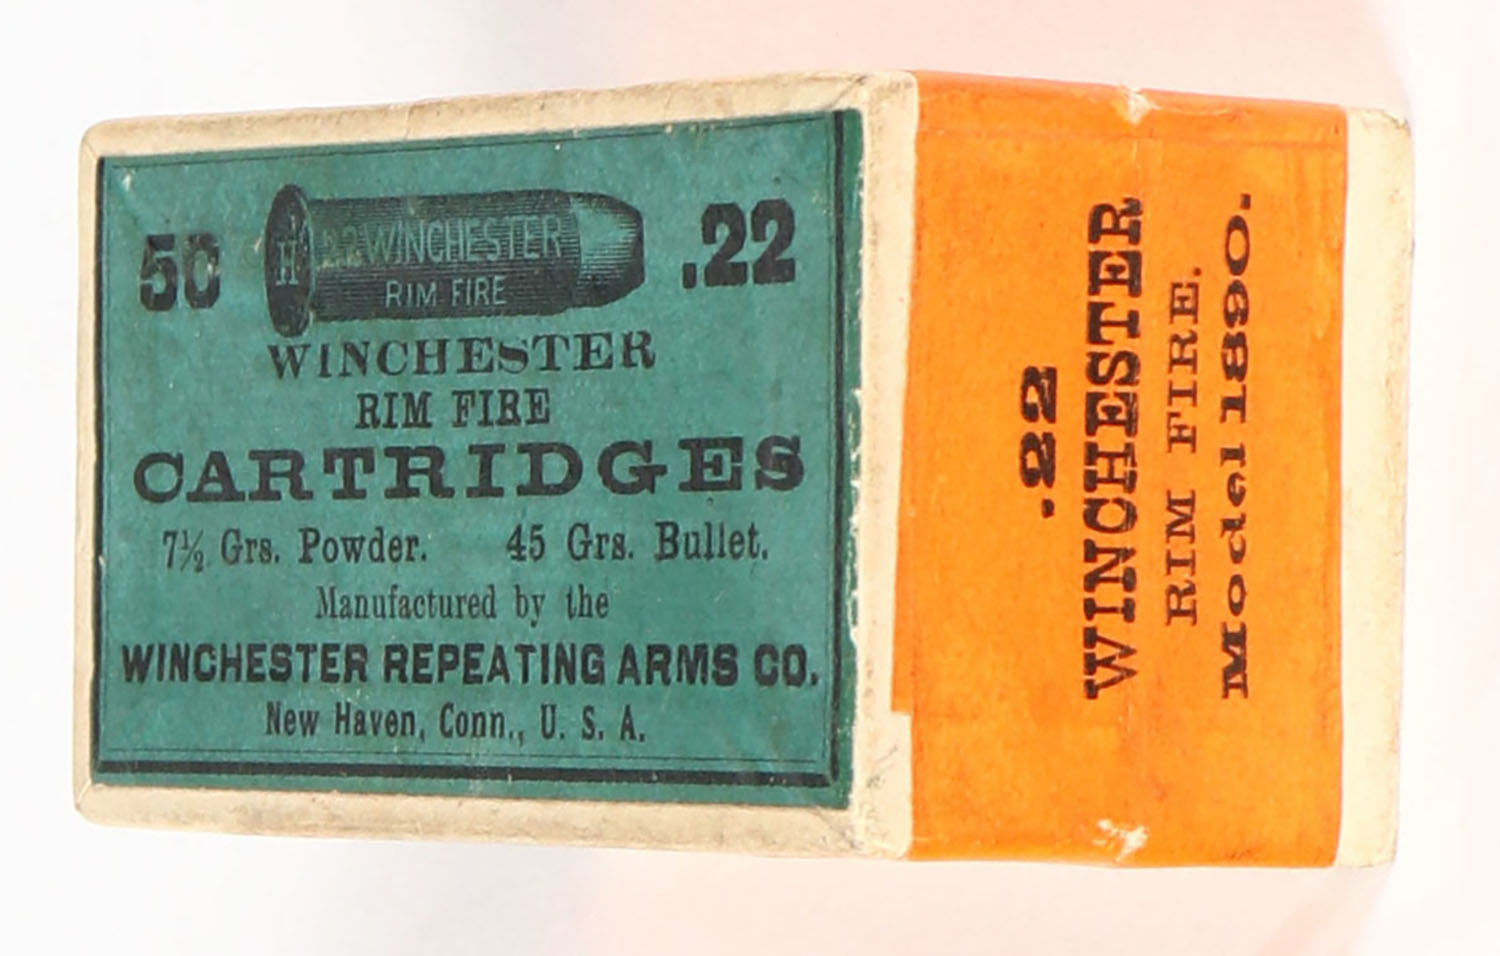 50 .22
H .22 WINCHESTER
RIM FIRE
WINCHESTER
RIM FIRE
CARTRIDGES
7½ Grs. Powder. 45 Grs. Bullet.
Manufactured by the
WINCHESTER REPEATING ARMS CO.
New Haven, Conn., U. S. A.
.22
WINCHESTER
RIM FIRE.
Model 1890.